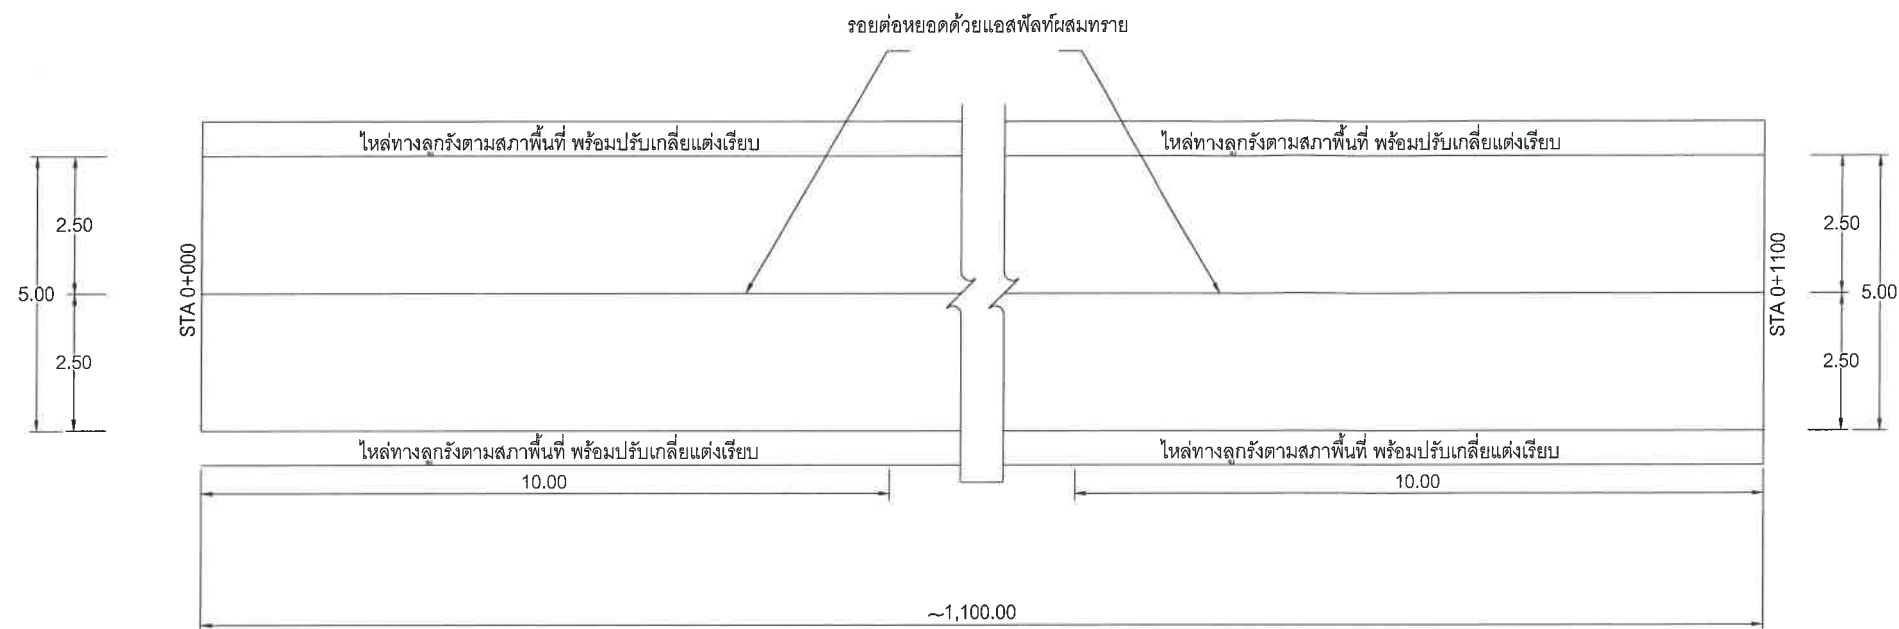 รอยต่อหยอดด้วยแอสฟัลท์ผสมทราย
ไหล่ทางลูกรังตามสภาพื้นที่ พร้อมปรับเกลี่ยแต่งเรียบ
ไหล่ทางลูกรังตามสภาพื้นที่ พร้อมปรับเกลี่ยแต่งเรียบ
2.50
5.00
2.50
STA 0+000
2.50
5.00
2.50
STA 0+1100
ไหล่ทางลูกรังตามสภาพื้นที่ พร้อมปรับเกลี่ยแต่งเรียบ
ไหล่ทางลูกรังตามสภาพื้นที่ พร้อมปรับเกลี่ยแต่งเรียบ
10.00
10.00
~1,100.00